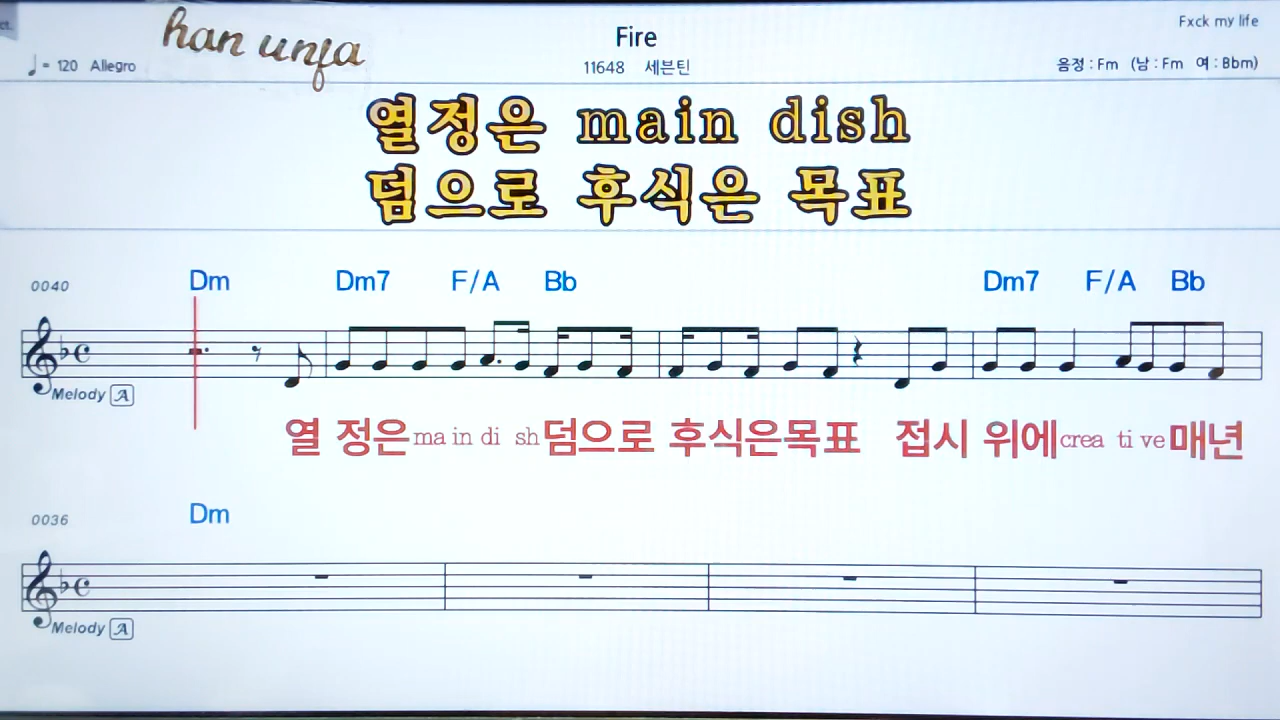 ct.
han unfa
Fire
Fxck my life
♩= 120 Allegro
11648 세븐틴
음정 : Fm (남 : Fm 여 : Bbm)
열정은 main dish
덤으로 후식은 목표
0040 Dm Dm7 F/A Bb Dm7 F/A Bb
Melody A
열 정은 main di sh 덤으로 후식은목표 접시 위에 crea ti ve 매년
0036 Dm
Melody A